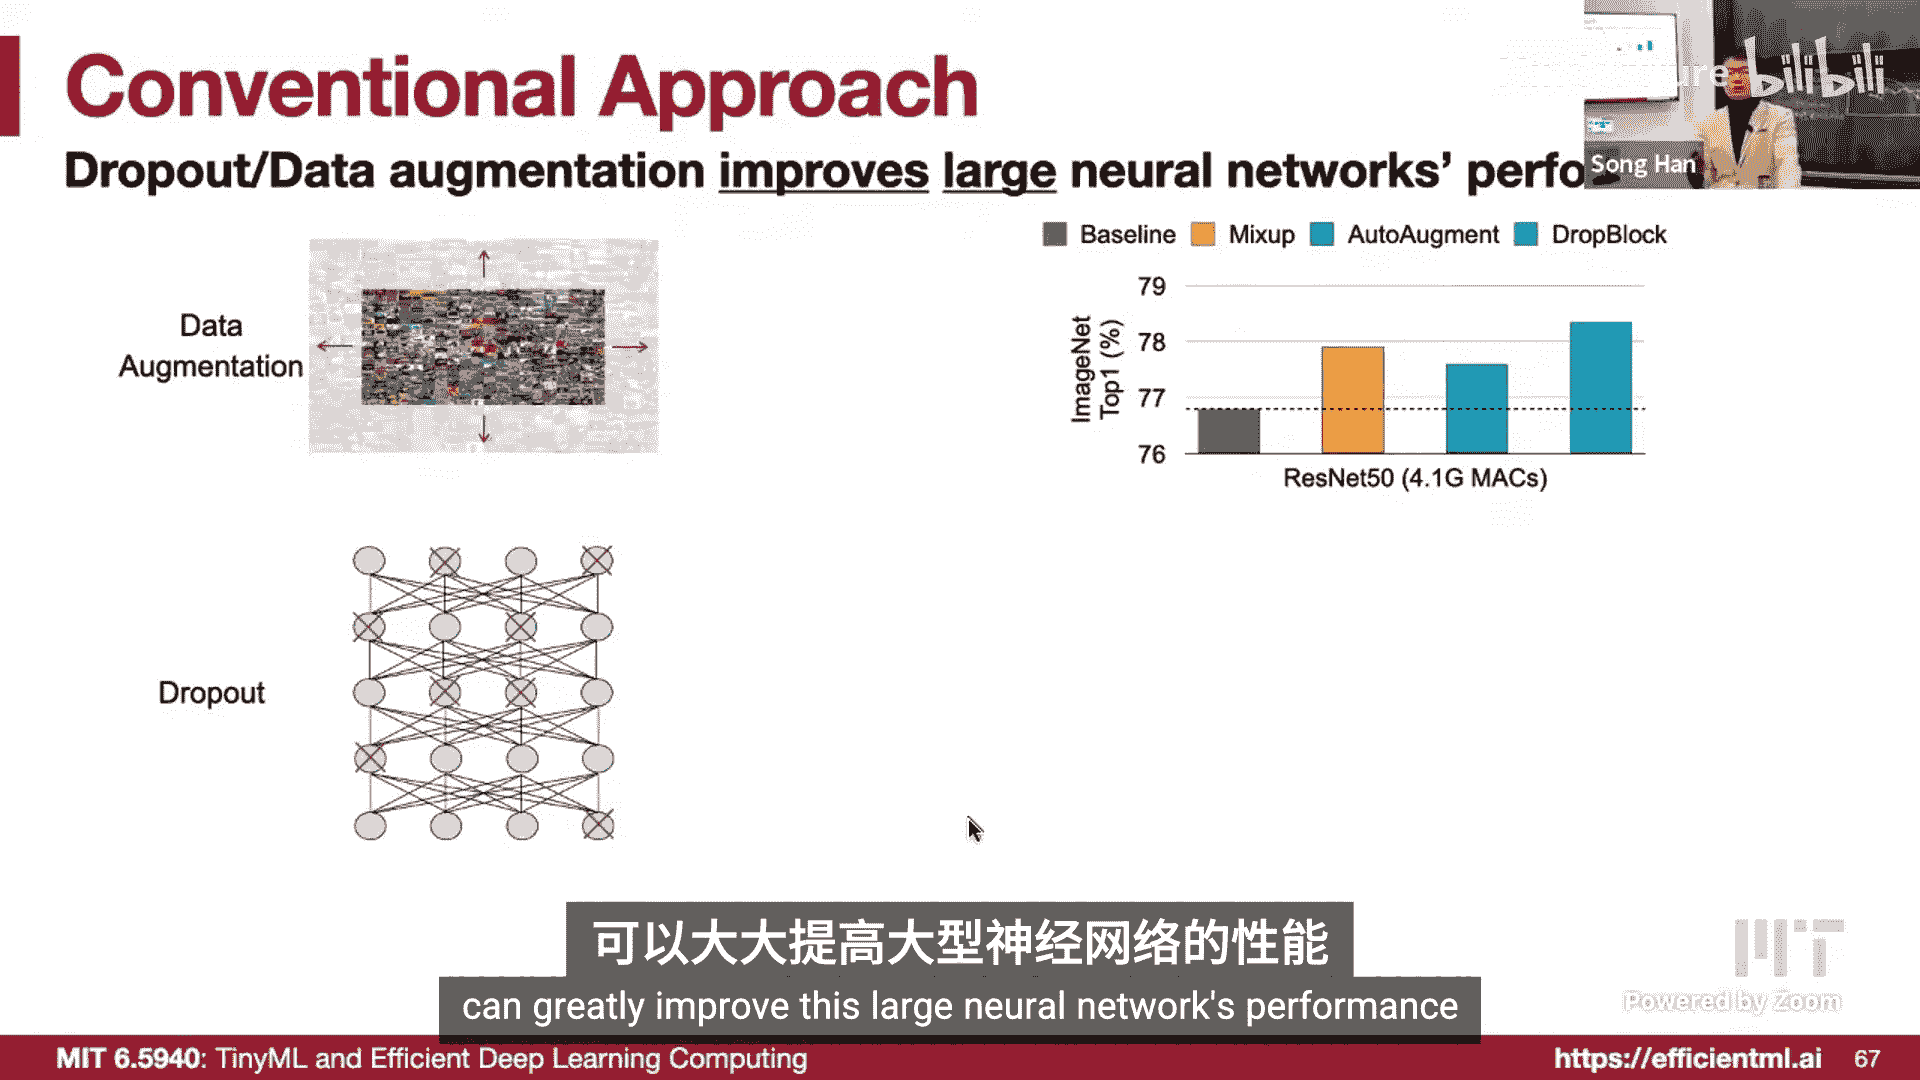 Conventional Approach
Dropout/Data augmentation improves large neural networks’ perfo
bilibili
Song Han
Baseline Mixup AutoAugment DropBlock
79
78
77
76
ImageNet
Top1 (%)
ResNet50 (4.1G MACs)
Data
Augmentation
Dropout
可以大大提高大型神经网络的性能
can greatly improve this large neural network's performance
MIT
Powered by Zoom
MIT 6.5940: TinyML and Efficient Deep Learning Computing
https://efficientml.ai 67